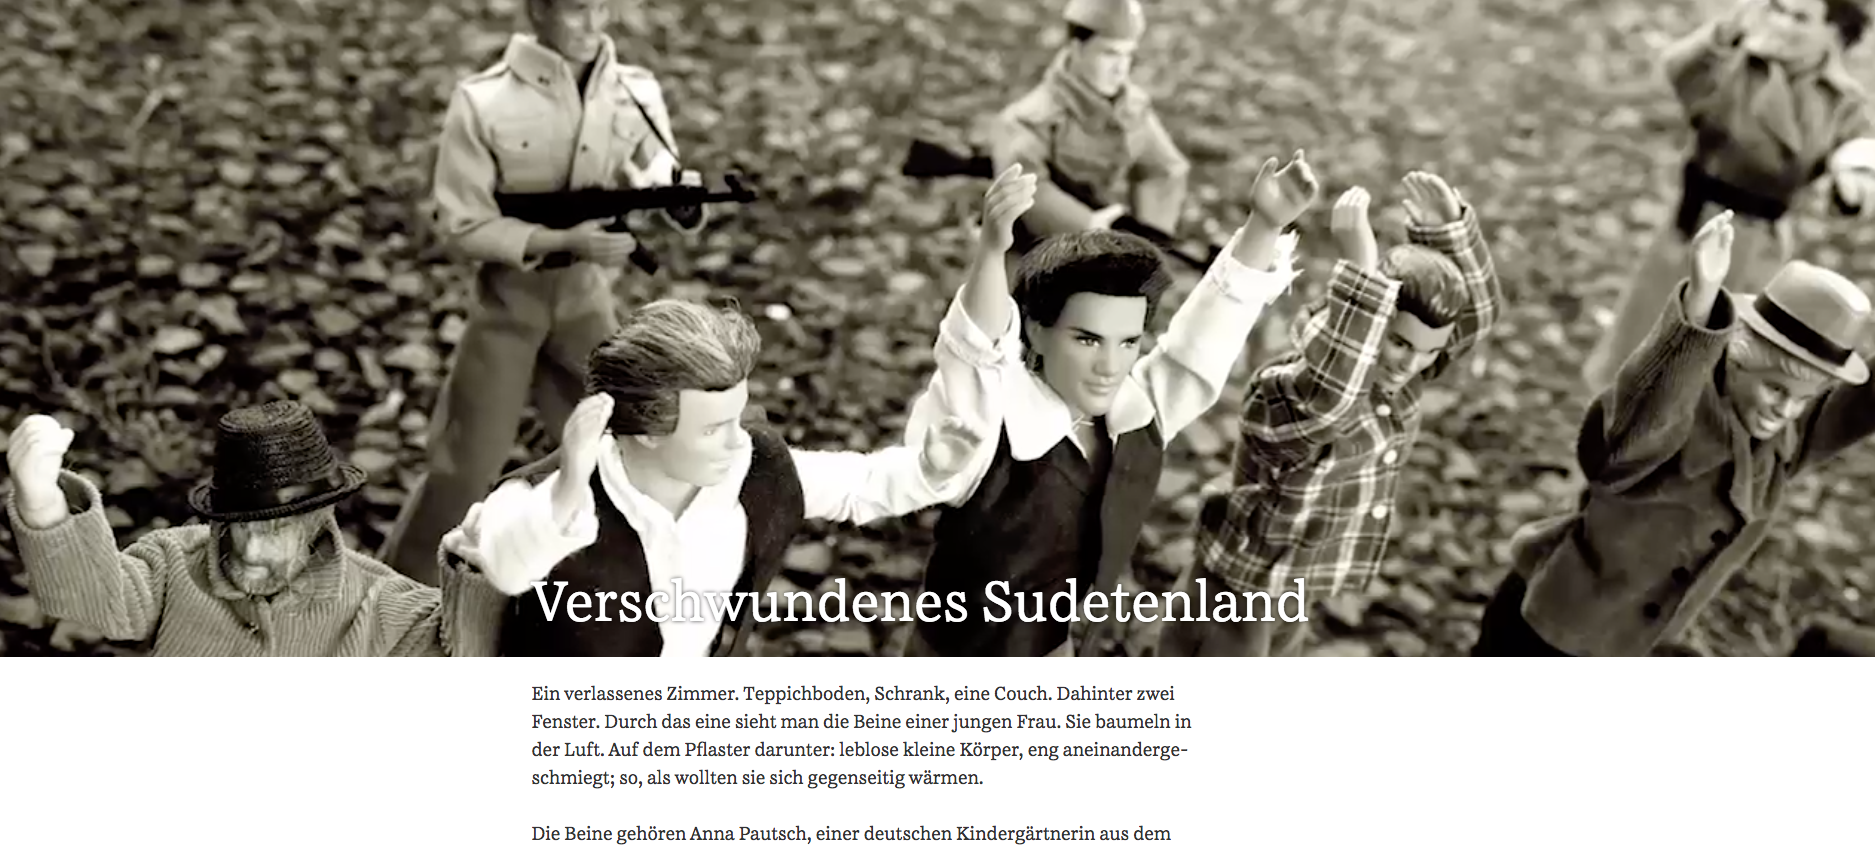 Verschwundenes Sudetenland
Ein verlassenes Zimmer. Teppichboden, Schrank, eine Couch. Dahinter zwei
Fenster. Durch das eine sieht man die Beine einer jungen Frau. Sie baumeln in
der Luft. Auf dem Pflaster darunter: leblose kleine Körper, eng aneinanderge-
schmiegt; so, als wollten sie sich gegenseitig wärmen.
Die Beine gehören Anna Pautsch, einer deutschen Kindergärtnerin aus dem